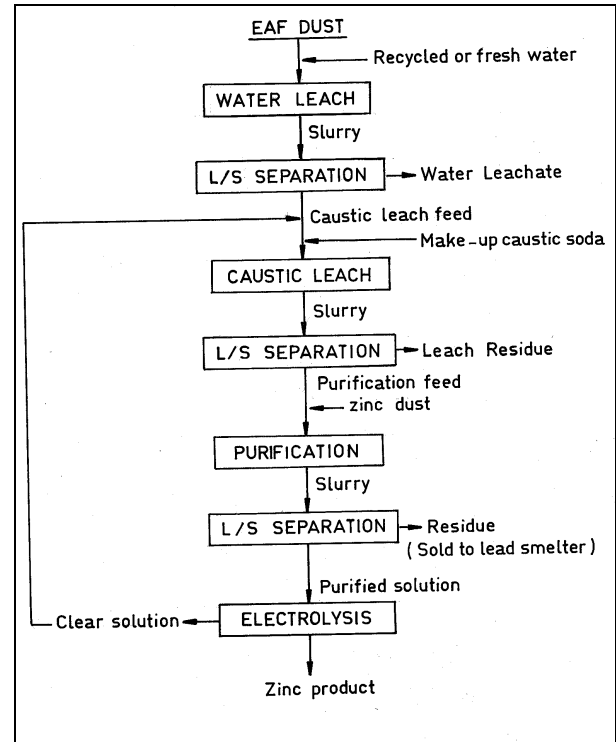 EAF DUST
Recycled or fresh water
WATER LEACH
Slurry
L/S SEPARATION
Water Leachate
Caustic leach feed
Make-up caustic soda
CAUSTIC LEACH
Slurry
L/S SEPARATION
Leach Residue
Purification feed
zinc dust
PURIFICATION
Slurry
L/S SEPARATION
Residue
(Sold to lead smelter)
Purified solution
Clear solution
ELECTROLYSIS
Zinc product